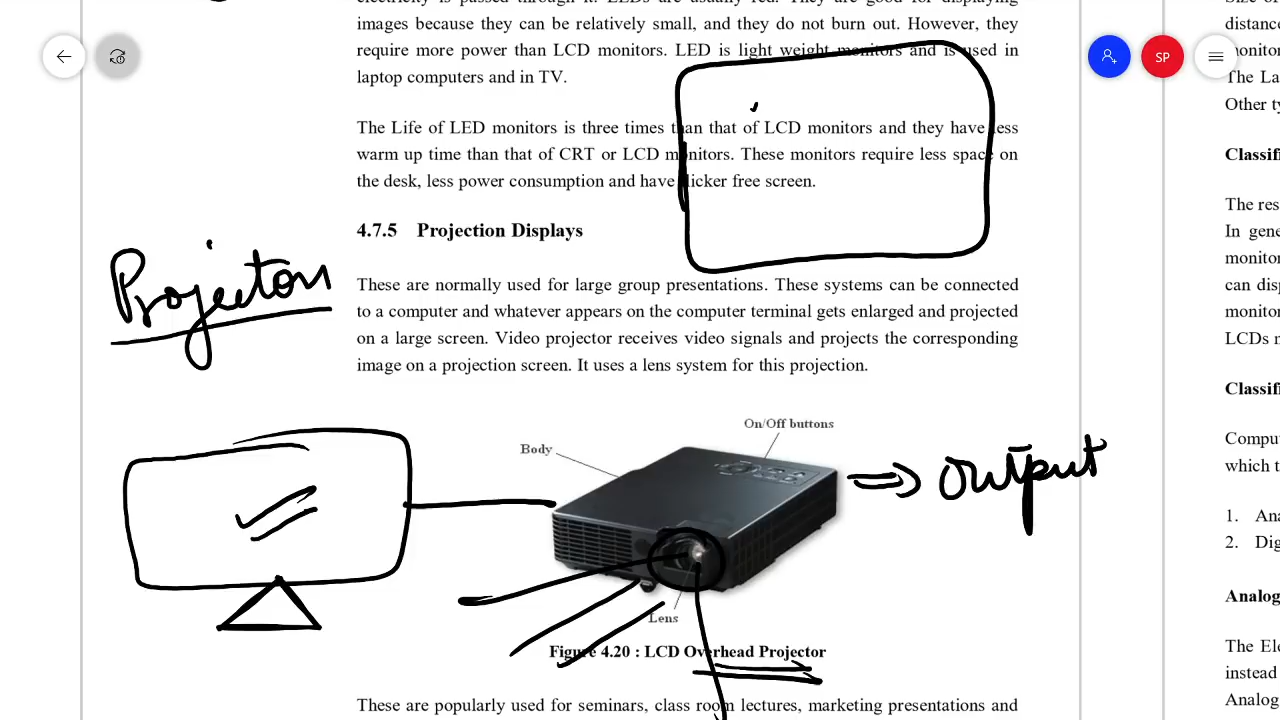 electricity is passed through it. LEDs are usually red. They are good for displaying
images because they can be relatively small, and they do not burn out. However, they
require more power than LCD monitors. LED is light weight monitors and is used in
laptop computers and in TV.
The Life of LED monitors is three times than that of LCD monitors and they have less
warm up time than that of CRT or LCD monitors. These monitors require less space on
the desk, less power consumption and have flicker free screen.
4.7.5 Projection Displays
Projectors
These are normally used for large group presentations. These systems can be connected
to a computer and whatever appears on the computer terminal gets enlarged and projected
on a large screen. Video projector receives video signals and projects the corresponding
image on a projection screen. It uses a lens system for this projection.
On/Off buttons
Body
Output
Lens
Figure 4.20 : LCD Overhead Projector
These are popularly used for seminars, class room lectures, marketing presentations and
SP
distance
The La
Other ty
Classifi
The res
In gene
monitor
can disp
monitor
LCDs m
Classifi
Compu
which t
1. Ana
2. Dig
Analog
The Ele
instead
Analog